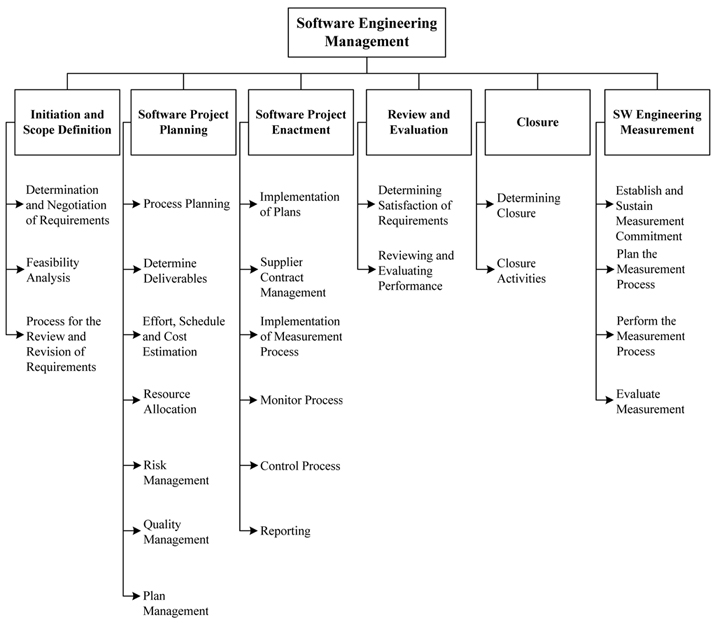 Software Engineering
Management
Initiation and
Scope Definition
Determination
and Negotiation
of Requirements
Feasibility
Analysis
Process for the
Review and
Revision of
Requirements
Software Project
Planning
Process Planning
Determine
Deliverables
Effort, Schedule
and Cost
Estimation
Resource
Allocation
Risk
Management
Quality
Management
Plan
Management
Software Project
Enactment
Implementation
of Plans
Supplier
Contract
Management
Implementation
of Measurement
Process
Monitor Process
Control Process
Reporting
Review and
Evaluation
Determining
Satisfaction of
Requirements
Reviewing and
Evaluating
Performance
Closure
Determining
Closure
Closure
Activities
SW Engineering
Measurement
Establish and
Sustain
Measurement
Commitment
Plan the
Measurement
Process
Perform the
Measurement
Process
Evaluate
Measurement